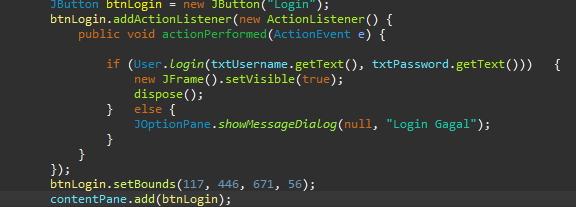 JButton btnLogin = new JButton("Login");
btnLogin.addActionListener(new ActionListener() {
public void actionPerformed(ActionEvent e) {
if (User.login(txtUsername.getText(), txtPassword.getText())) {
new JFrame().setVisible(true);
dispose();
} else {
JOptionPane.showMessageDialog(null, "Login Gagal");
}
}
});
btnLogin.setBounds(117, 446, 671, 56);
contentPane.add(btnLogin);